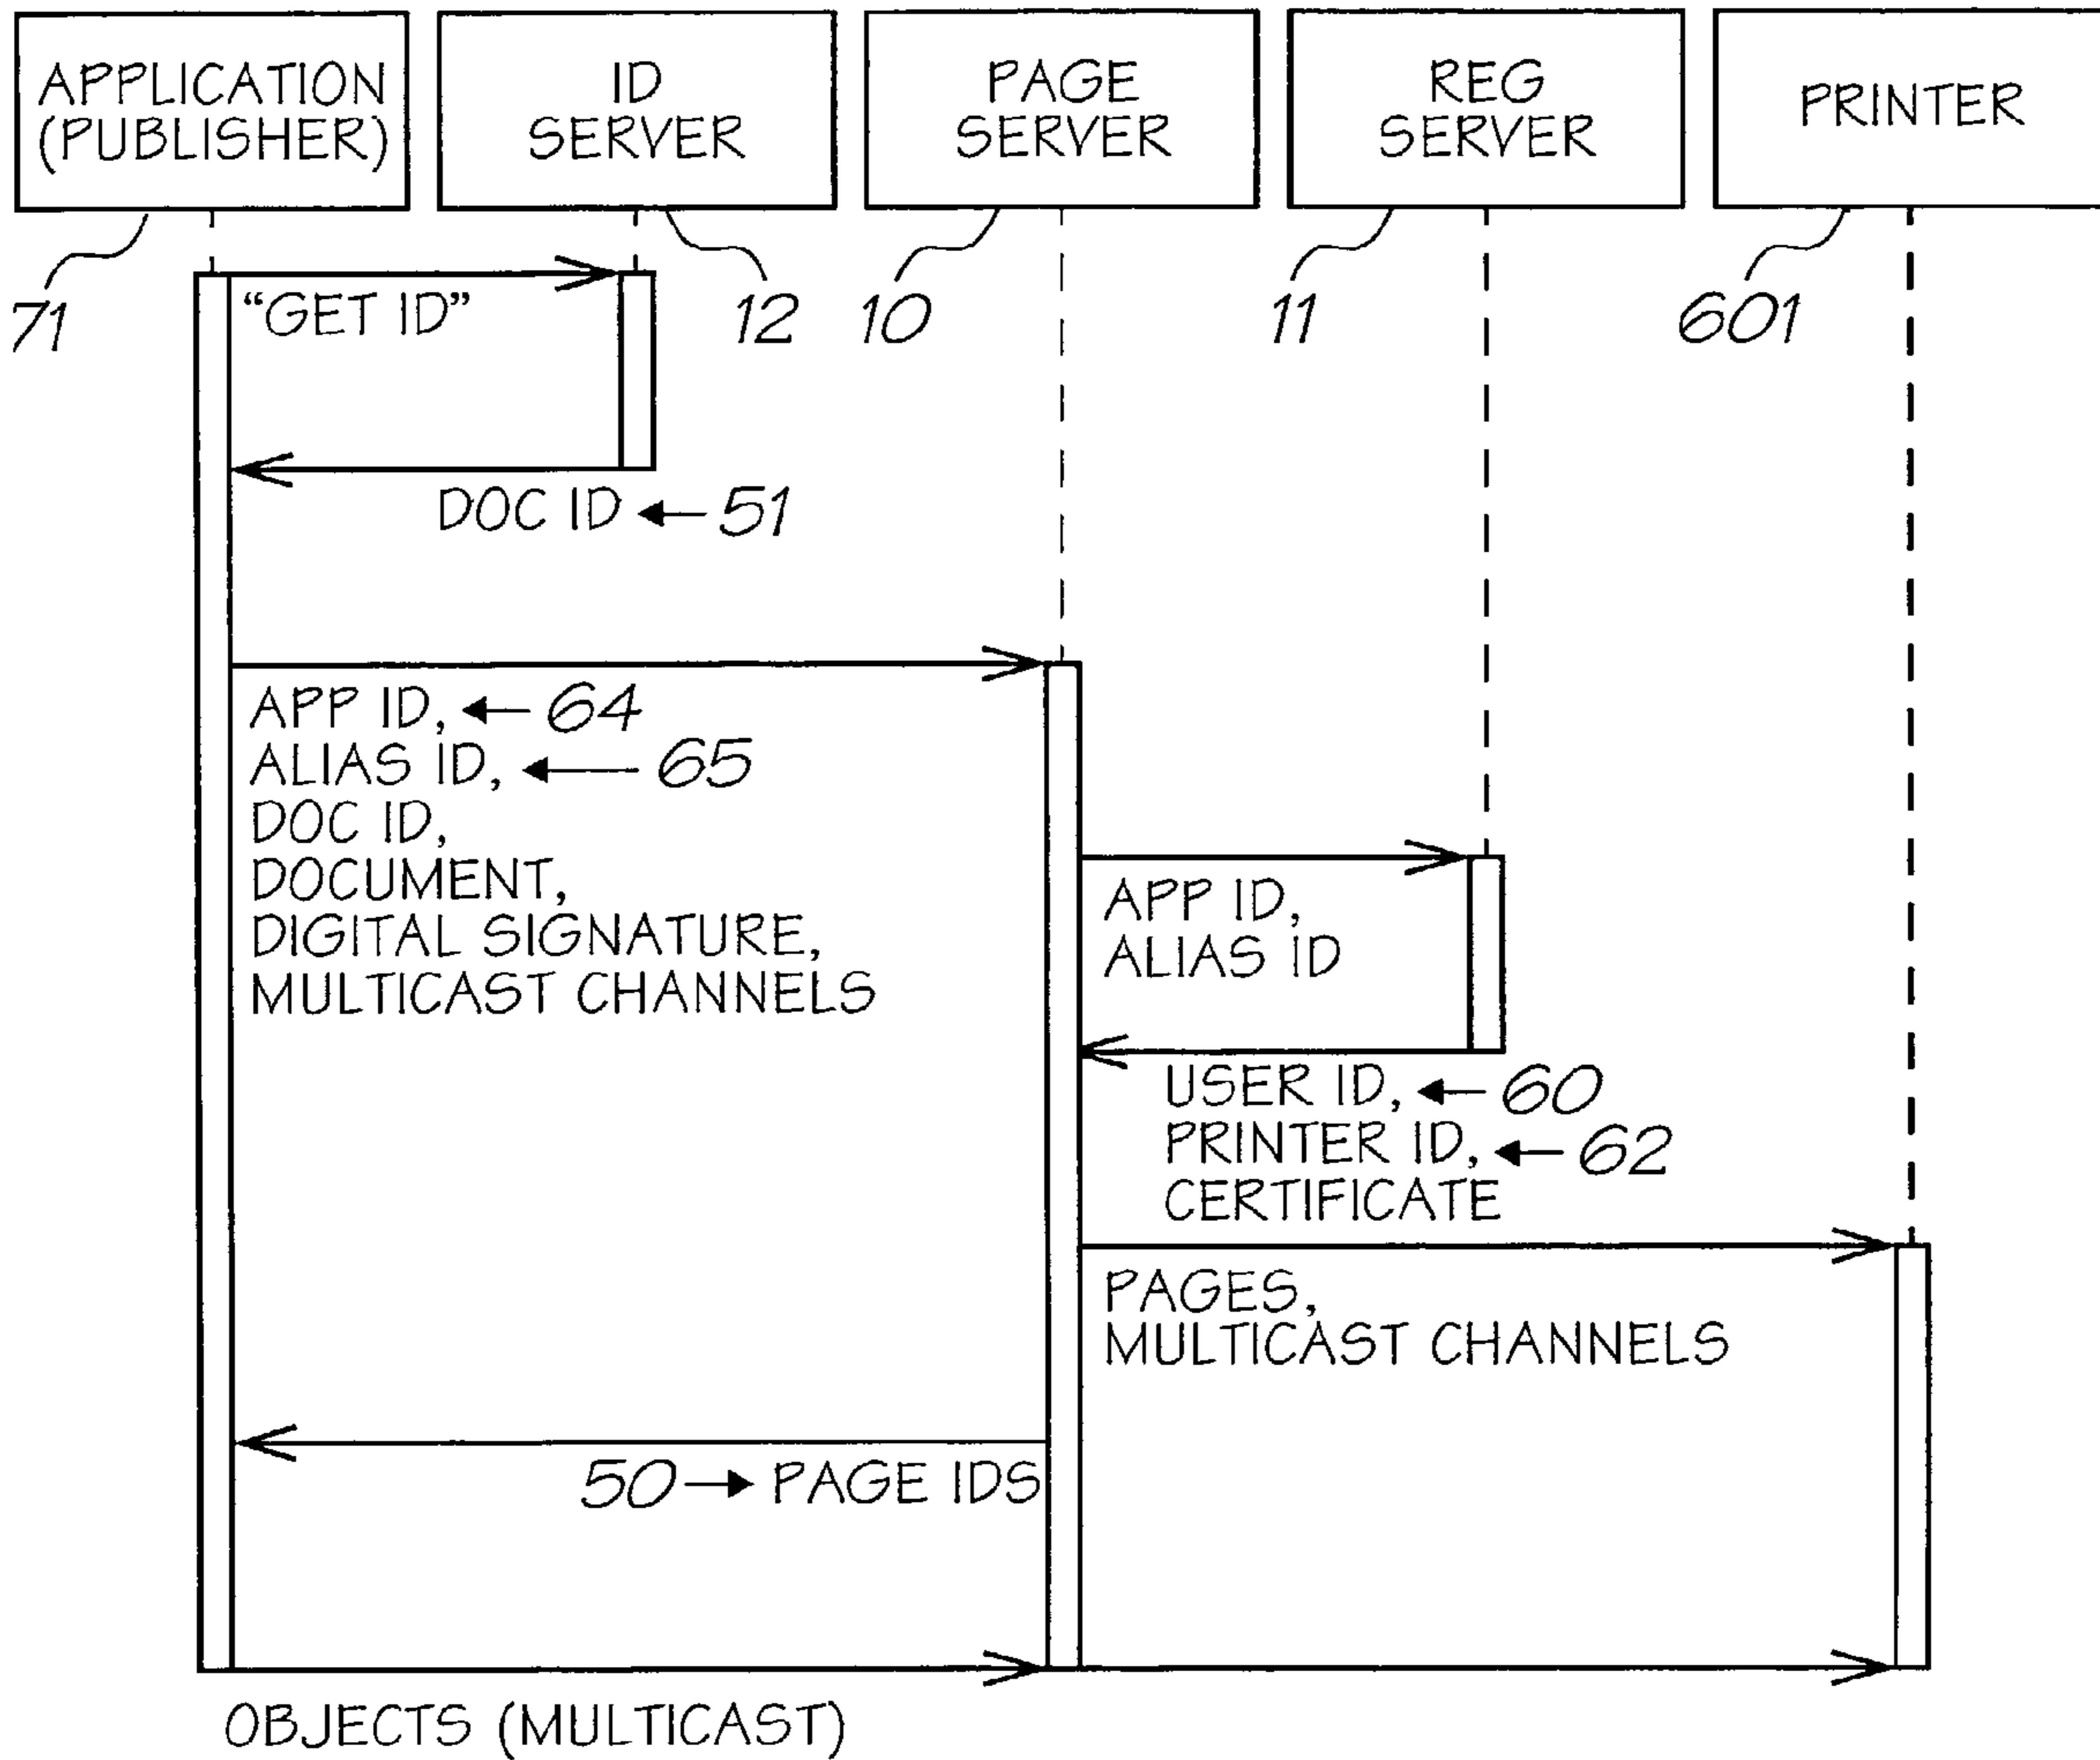 APPLICATION
(PUBLISHER)
ID
SERVER
PAGE
SERVER
REG
SERVER
PRINTER
71
12
10
11
601
“GET ID”
DOC ID 51
APP ID, 64
ALIAS ID, 65
DOC ID,
DOCUMENT,
DIGITAL SIGNATURE,
MULTICAST CHANNELS
APP ID,
ALIAS ID
USER ID, 60
PRINTER ID, 62
CERTIFICATE
PAGES,
MULTICAST CHANNELS
50 PAGE IDS
OBJECTS (MULTICAST)